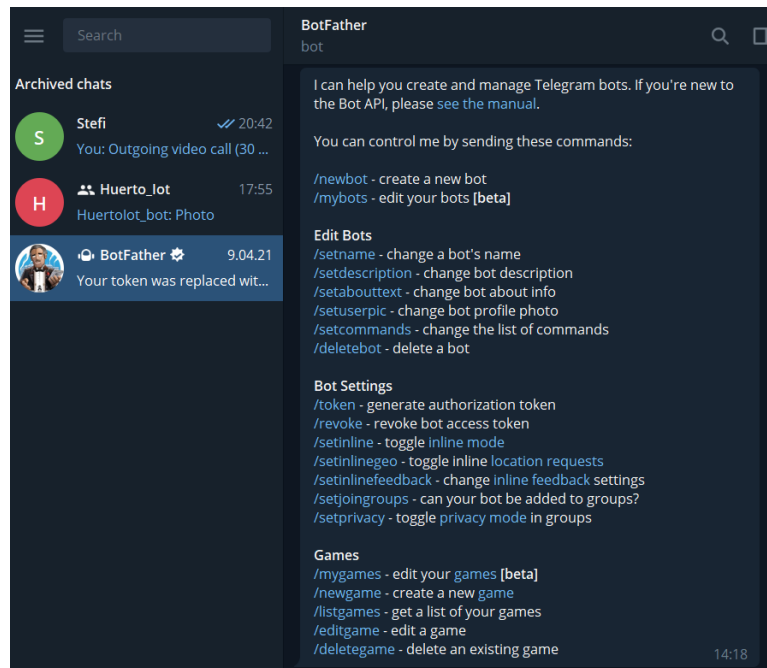 Search
Archived chats
S
Stefi 20:42
You: Outgoing video call (30 ...
H
Huerto_Iot 17:55
HuertoIot_bot: Photo
BotFather 9.04.21
Your token was replaced wit...
BotFather
bot
I can help you create and manage Telegram bots. If you're new to
the Bot API, please see the manual.
You can control me by sending these commands:
/newbot - create a new bot
/mybots - edit your bots [beta]
Edit Bots
/setname - change a bot's name
/setdescription - change bot description
/setabouttext - change bot about info
/setuserpic - change bot profile photo
/setcommands - change the list of commands
/deletebot - delete a bot
Bot Settings
/token - generate authorization token
/revoke - revoke bot access token
/setinline - toggle inline mode
/setinlinegeo - toggle inline location requests
/setinlinefeedback - change inline feedback settings
/setjoingroups - can your bot be added to groups?
/setprivacy - toggle privacy mode in groups
Games
/mygames - edit your games [beta]
/newgame - create a new game
/listgames - get a list of your games
/editgame - edit a game
/deletegame - delete an existing game
14:18